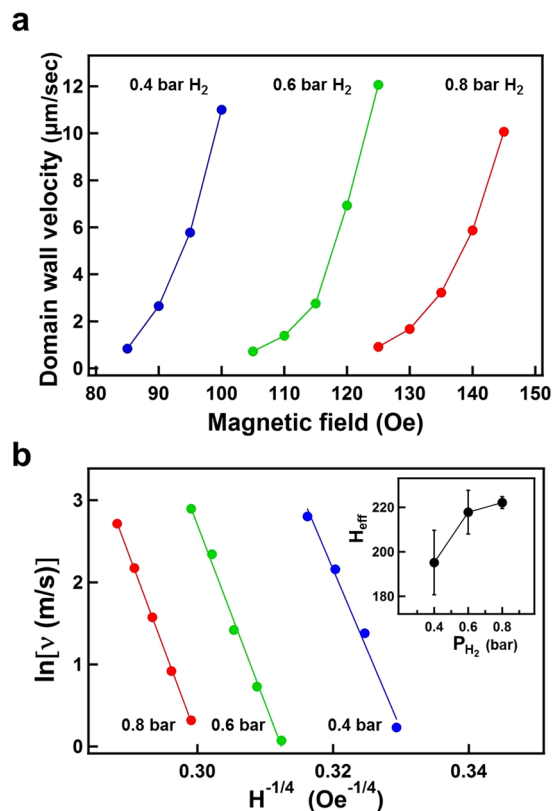 a
0.4 bar H2
0.6 bar H2
0.8 bar H2
Domain wall velocity (μm/sec)
12
10
8
6
4
2
0
80 90 100 110 120 130 140 150
Magnetic field (Oe)
b
ln[ν (m/s)]
3
2
1
0
0.8 bar
0.6 bar
0.4 bar
0.30 0.32 0.34
H-1/4 (Oe-1/4)
Heff
220
200
180
0.4 0.6 0.8
PH2 (bar)